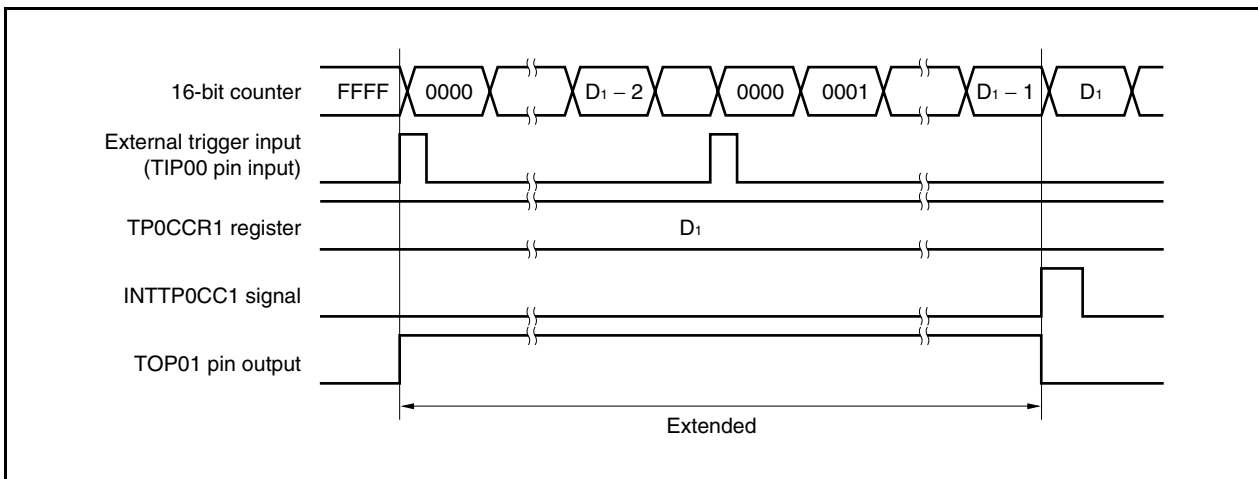 16-bit counter FFFF 0000 D₁ − 2 0000 0001 D₁ − 1 D₁
External trigger input
(TIP00 pin input)
TP0CCR1 register D₁
INTTP0CC1 signal
TOP01 pin output
Extended